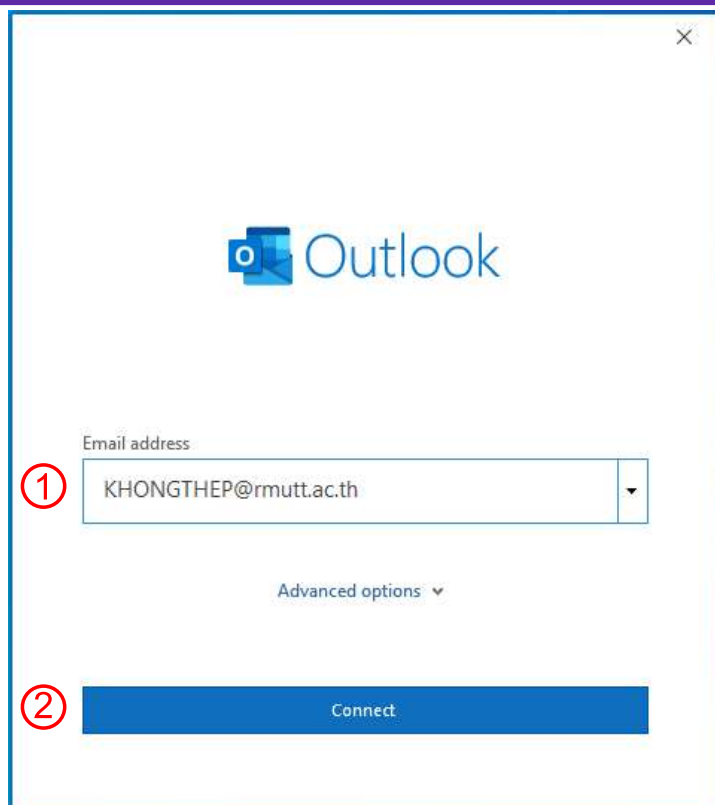 Outlook
Email address
① KHONGTHEP@rmutt.ac.th
Advanced options
② Connect